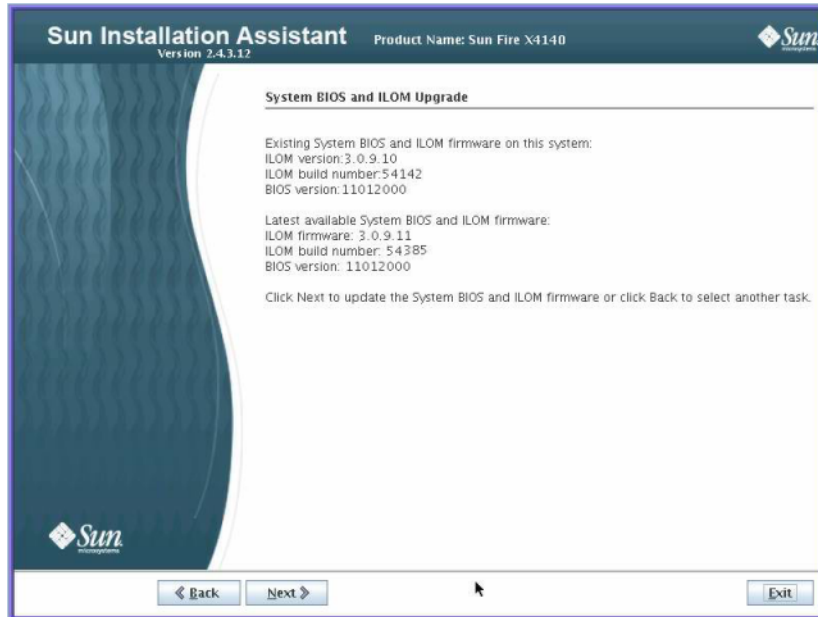 Sun Installation Assistant
Product Name: Sun Fire X4140
Sun
microsystems
Version 2.4.3.12
System BIOS and ILOM Upgrade
Existing System BIOS and ILOM firmware on this system:
ILOM version:3.0.9.10
ILOM build number:54142
BIOS version:11012000
Latest available System BIOS and ILOM firmware:
ILOM firmware: 3.0.9.11
ILOM build number: 54385
BIOS version: 11012000
Click Next to update the System BIOS and ILOM firmware or click Back to select another task.
Sun
microsystems
Back
Next
Exit